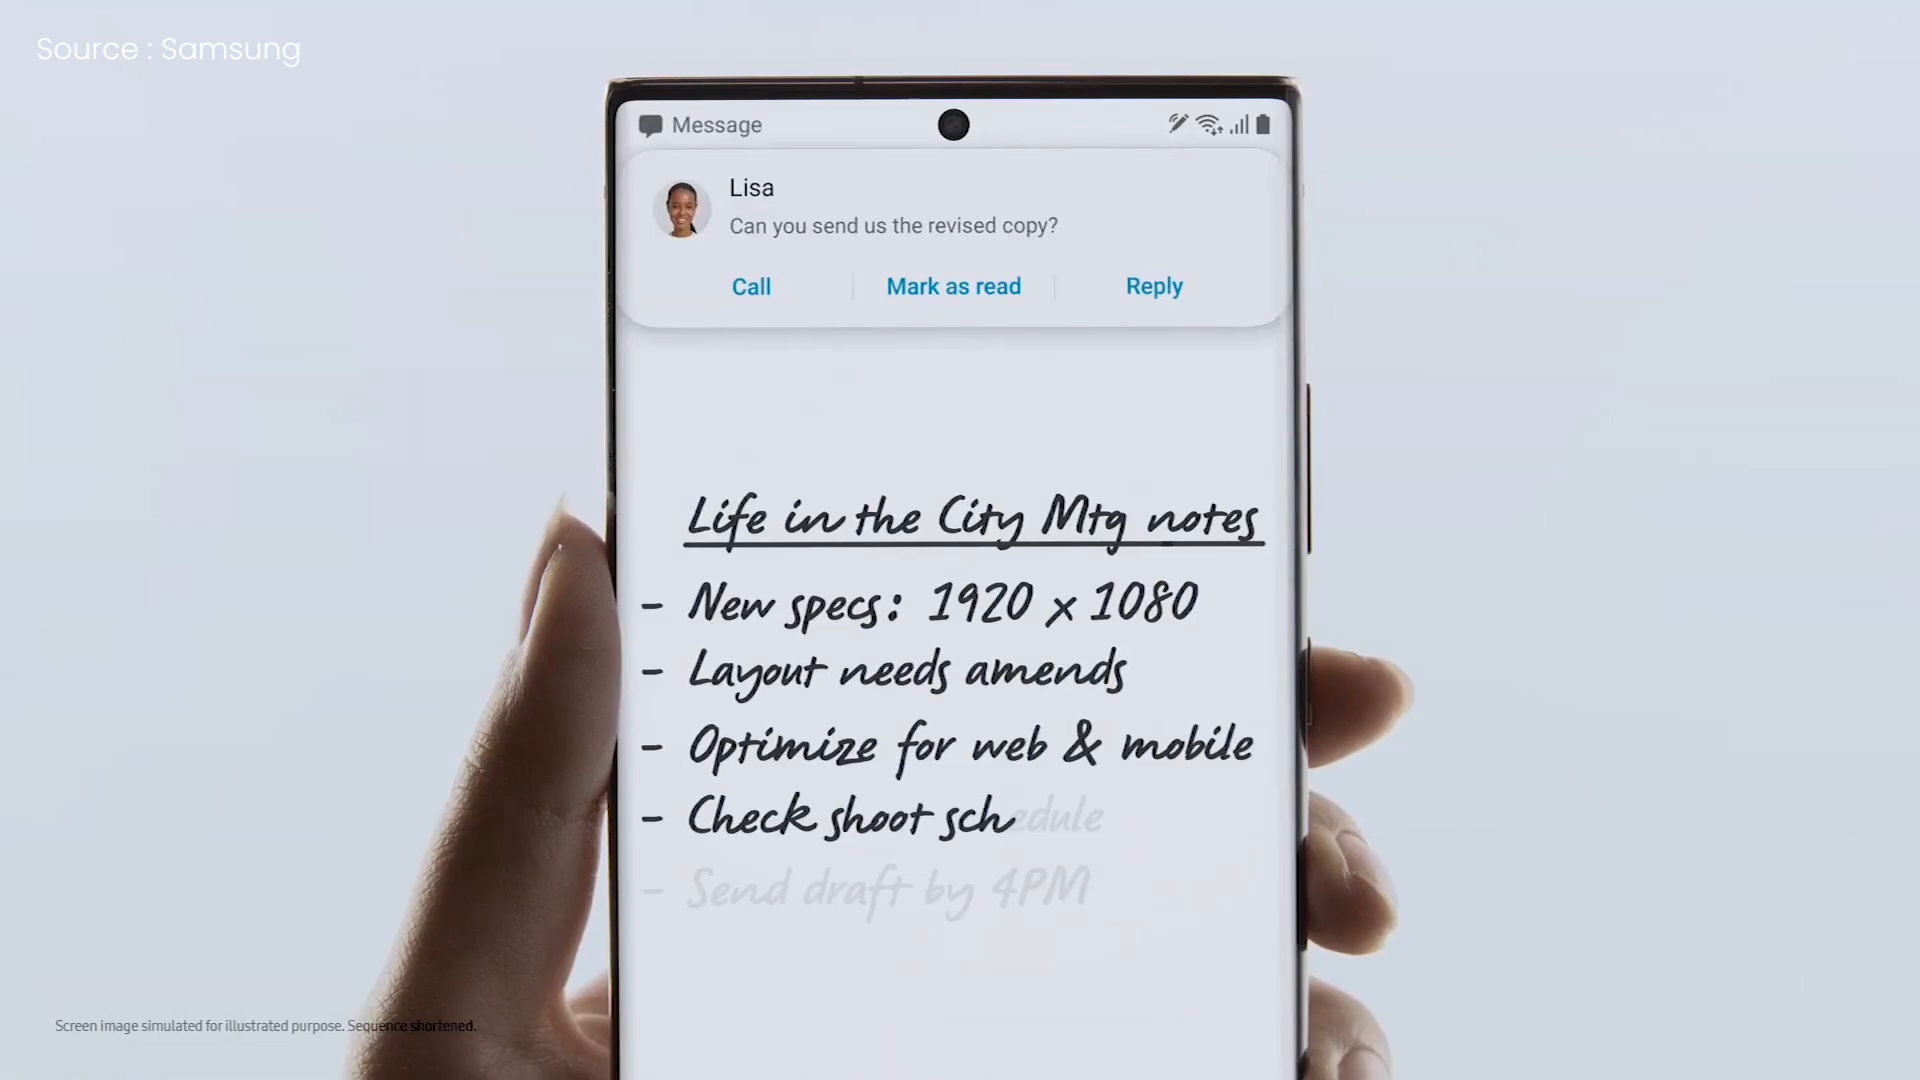 Source : Samsung
Message
Lisa
Can you send us the revised copy?
Call Mark as read Reply
Life in the City Mtg notes
- New specs: 1920 x 1080
- Layout needs amends
- Optimize for web & mobile
- Check shoot schedule
- Send draft by 4PM
Screen image simulated for illustrated purpose. Sequence shortened.